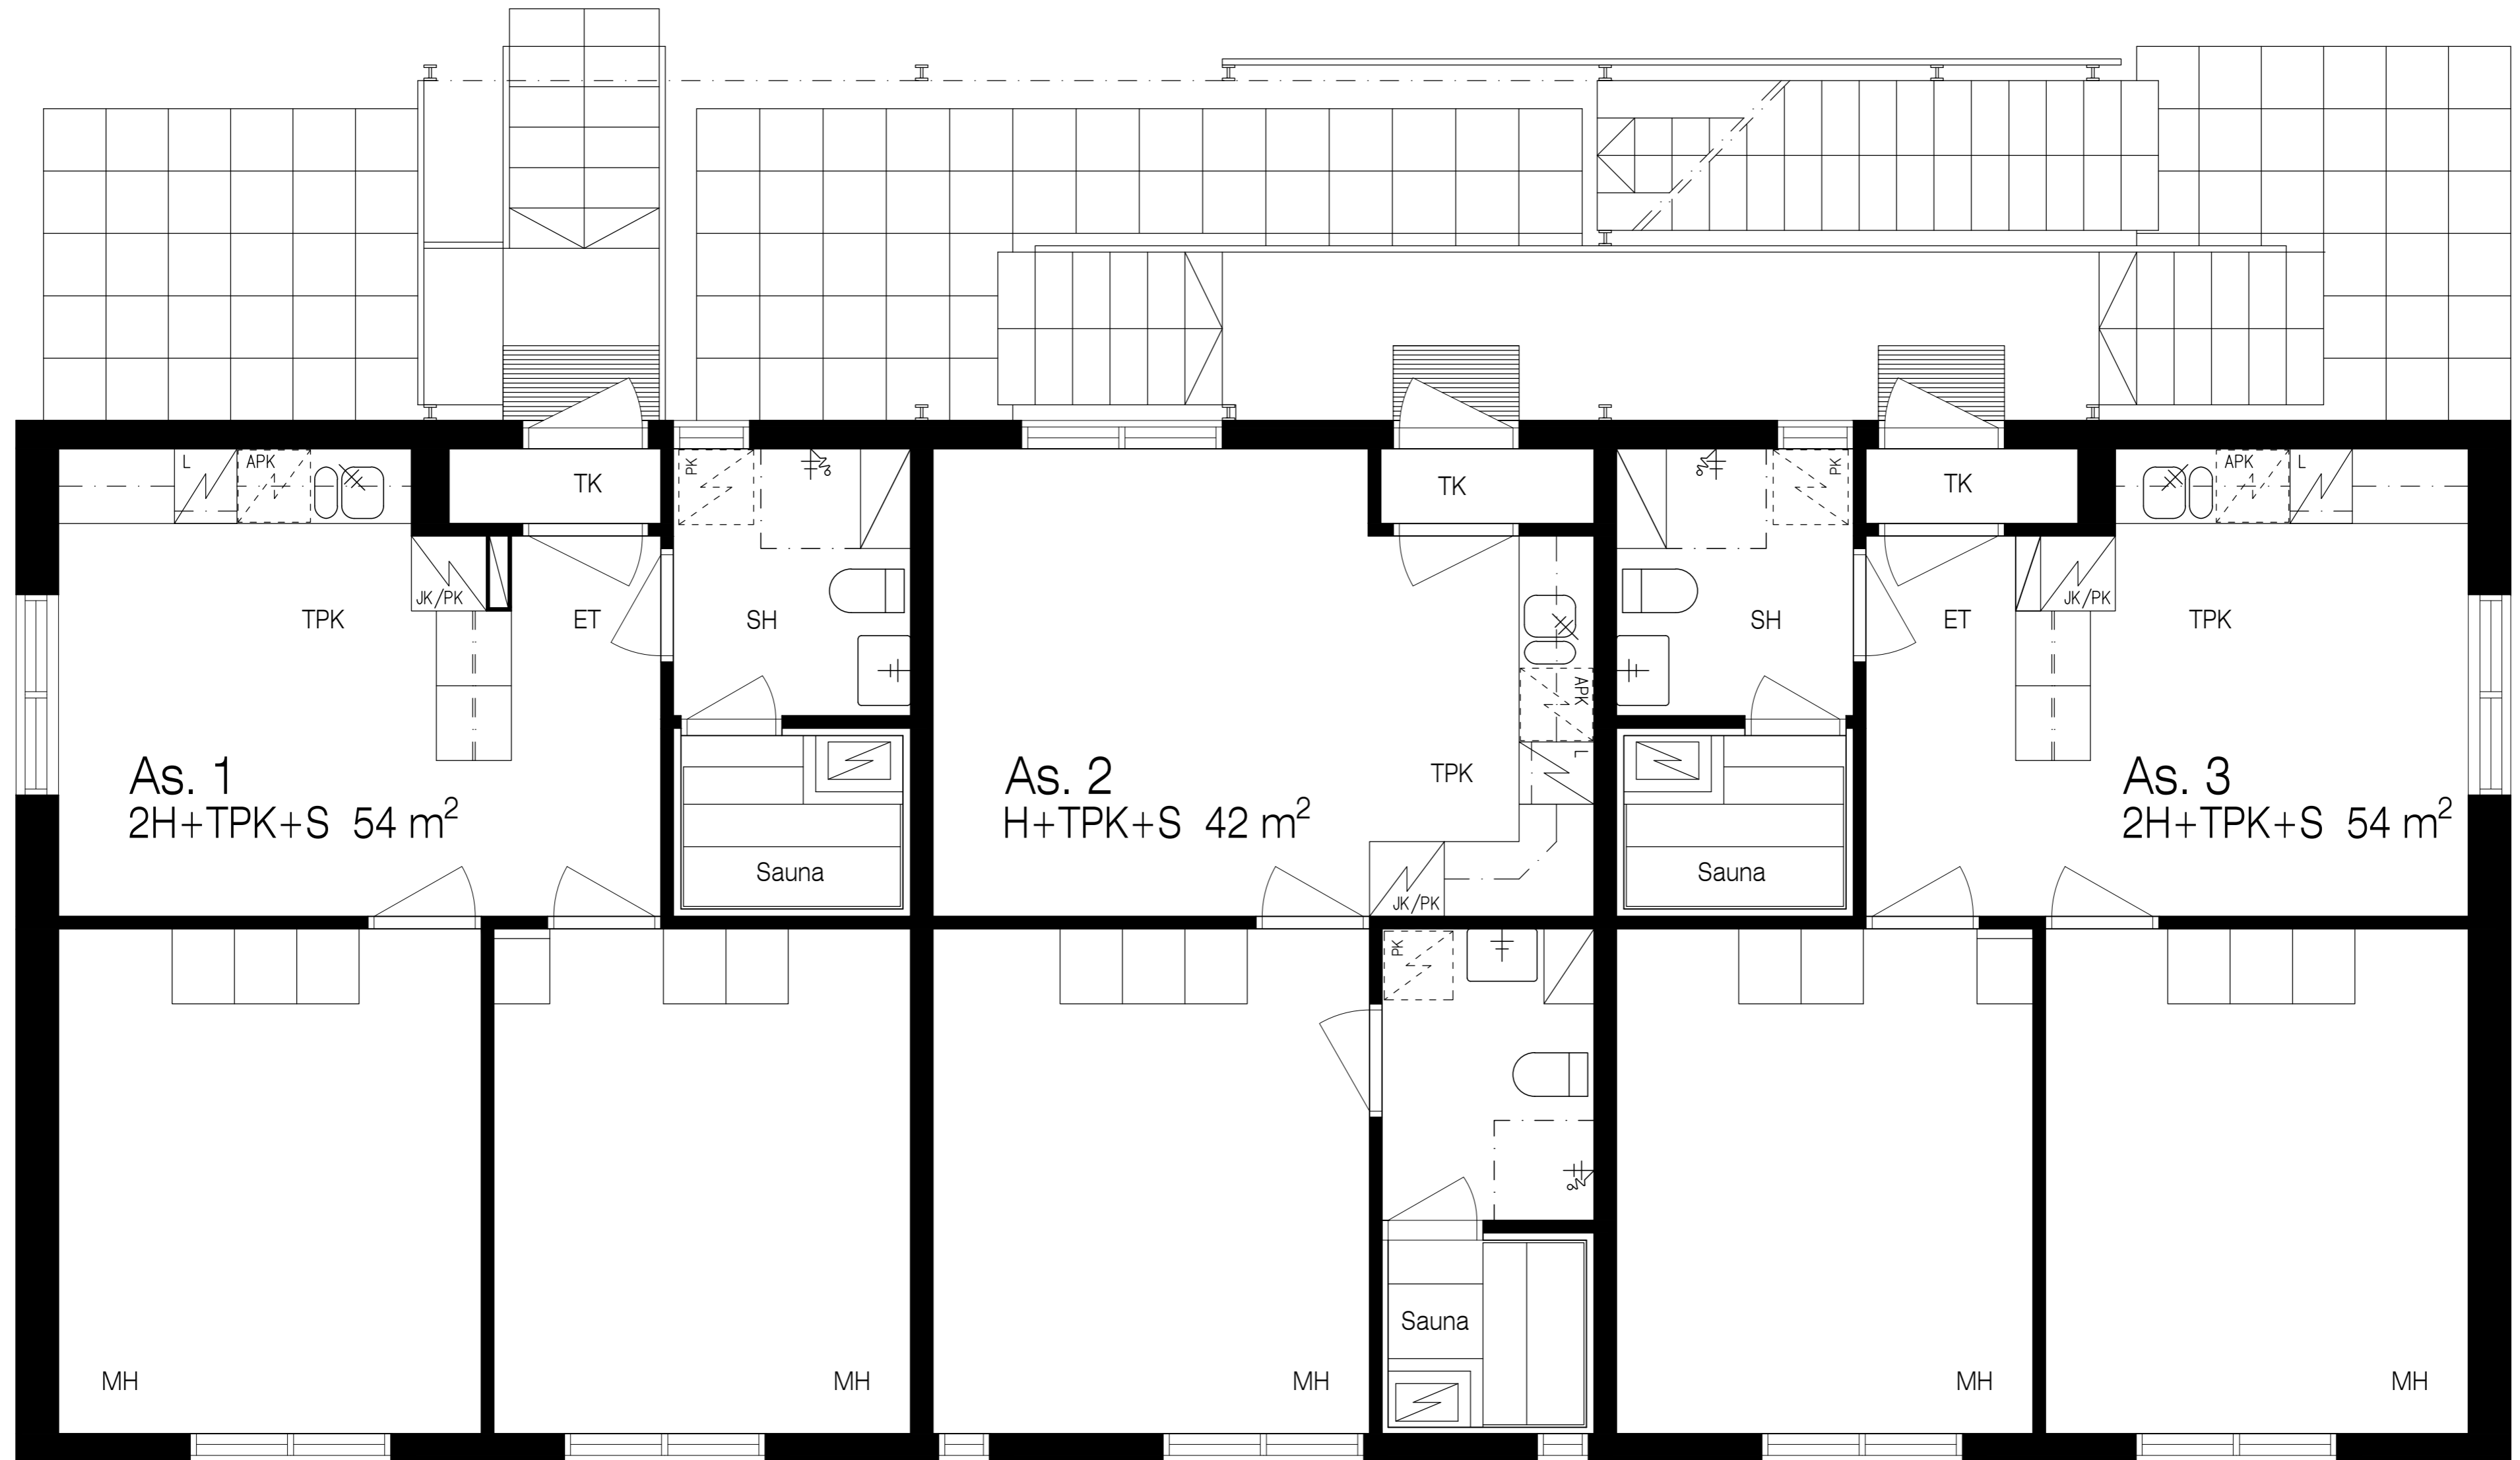 L
APK
TK
PK
TK
PK
TK
APK
L
JK/PK
TPK
ET
SH
SH
ET
JK/PK
TPK
APK
L
As. 1
2H+TPK+S 54 m²
TPK
As. 2
H+TPK+S 42 m²
As. 3
2H+TPK+S 54 m²
Sauna
JK/PK
Sauna
PK
Sauna
MH
MH
MH
MH
MH